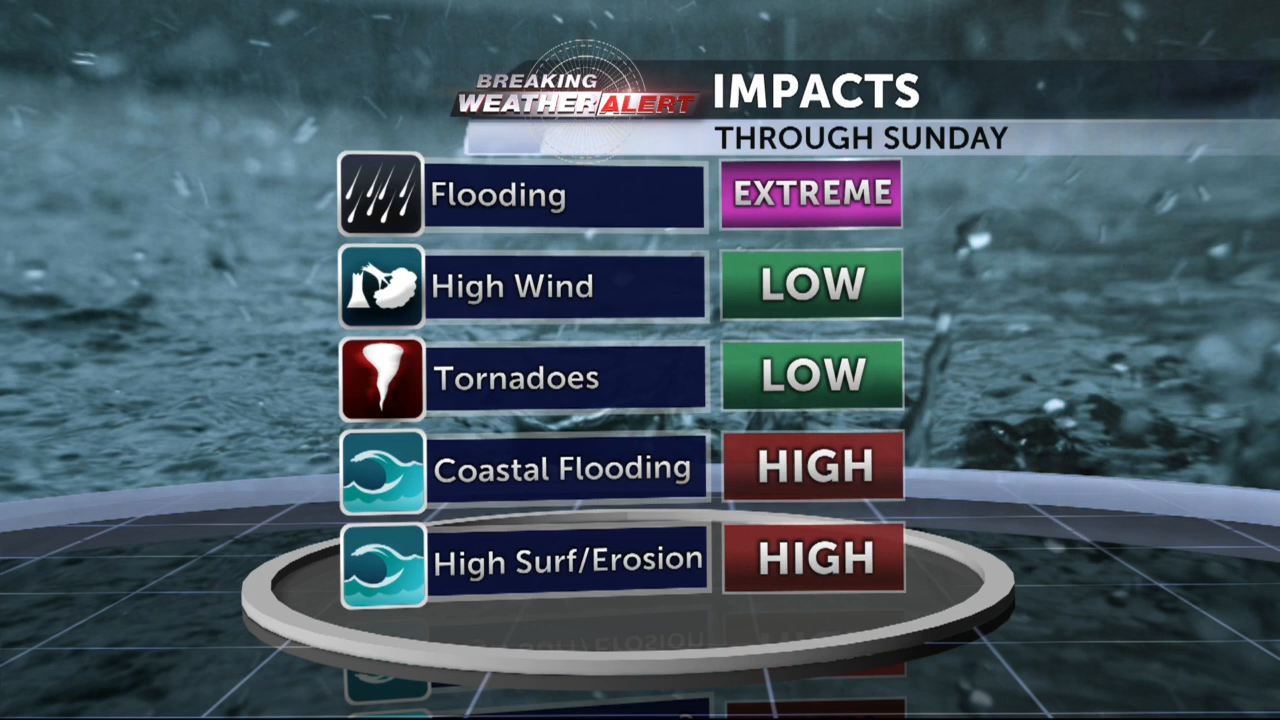 BREAKING
WEATHER ALERT
IMPACTS
THROUGH SUNDAY
Flooding EXTREME
High Wind LOW
Tornadoes LOW
Coastal Flooding HIGH
High Surf/Erosion HIGH